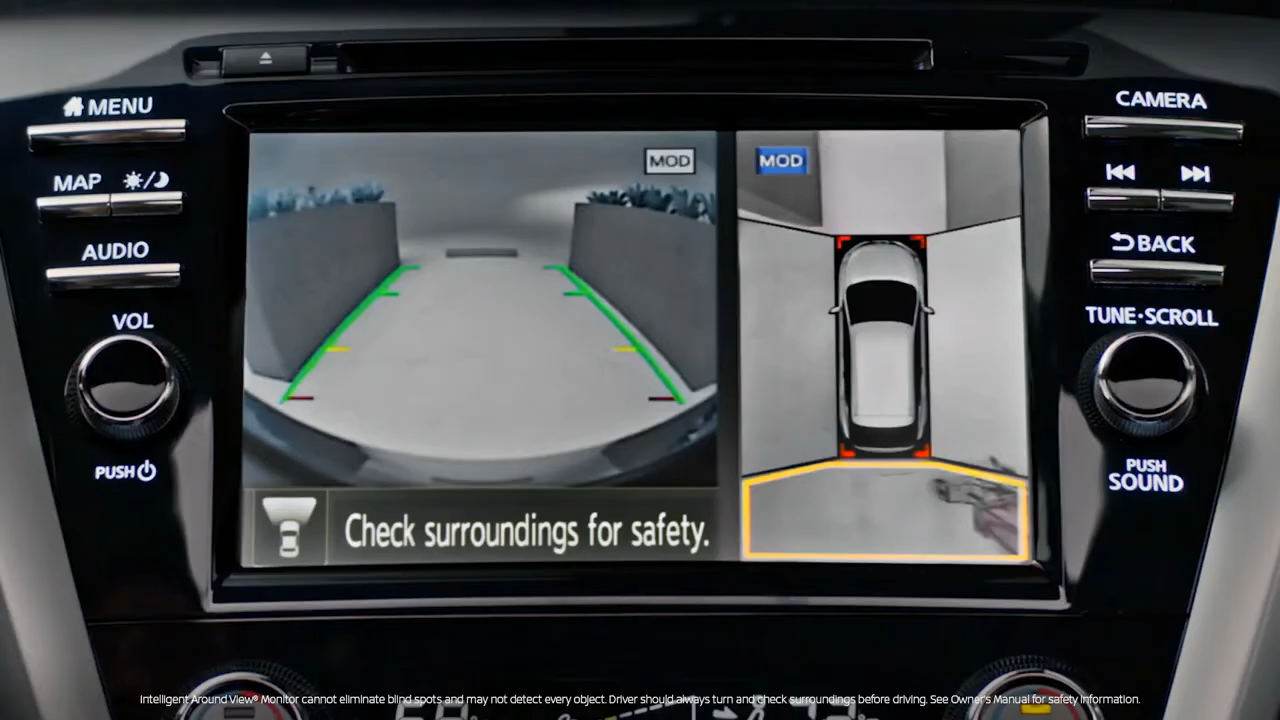 MENU
CAMERA
MOD
MOD
MAP
AUDIO
BACK
VOL
TUNE•SCROLL
PUSH
PUSH
SOUND
Check surroundings for safety.
Intelligent Around View® Monitor cannot eliminate blind spots and may not detect every object. Driver should always turn and check surroundings before driving. See Owner's Manual for safety information.